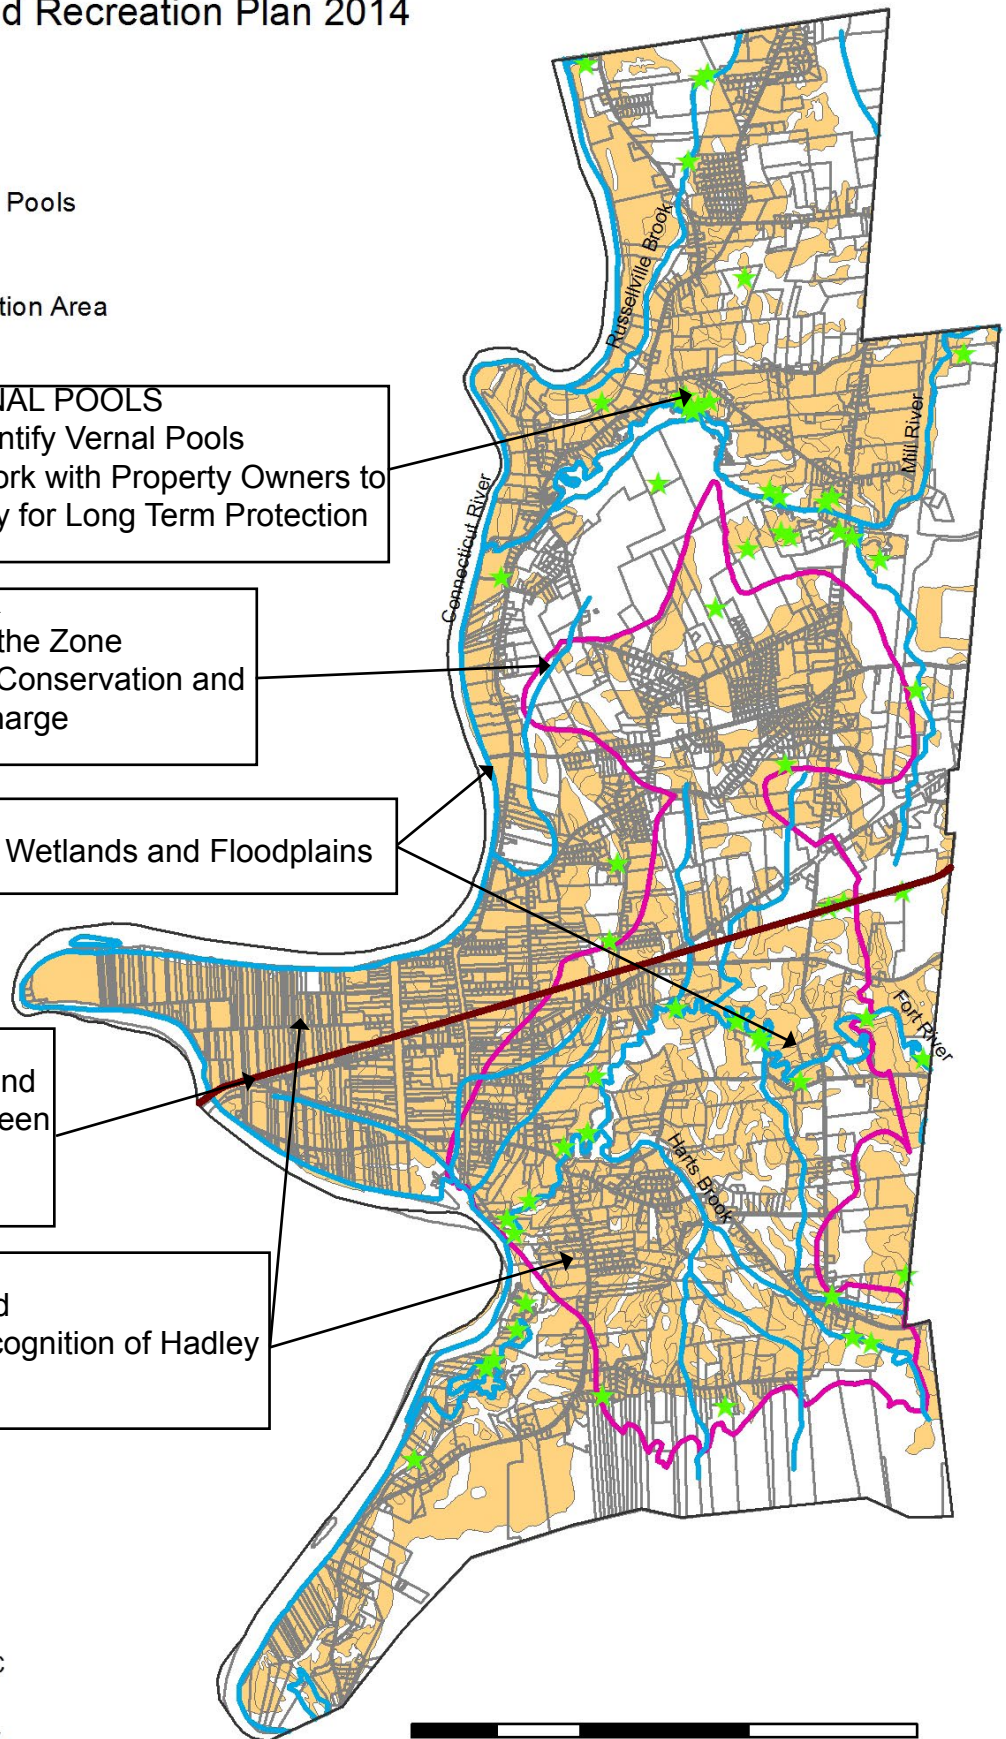 d Recreation Plan 2014
Pools
tion Area
NAL POOLS
ntify Vernal Pools
ork with Property Owners to
y for Long Term Protection
the Zone
Conservation and
harge
Wetlands and Floodplains
nd
een
d
cognition of Hadley
Russellville Brook
Mill River
Connecticut River
Fort River
Harts Brook
c